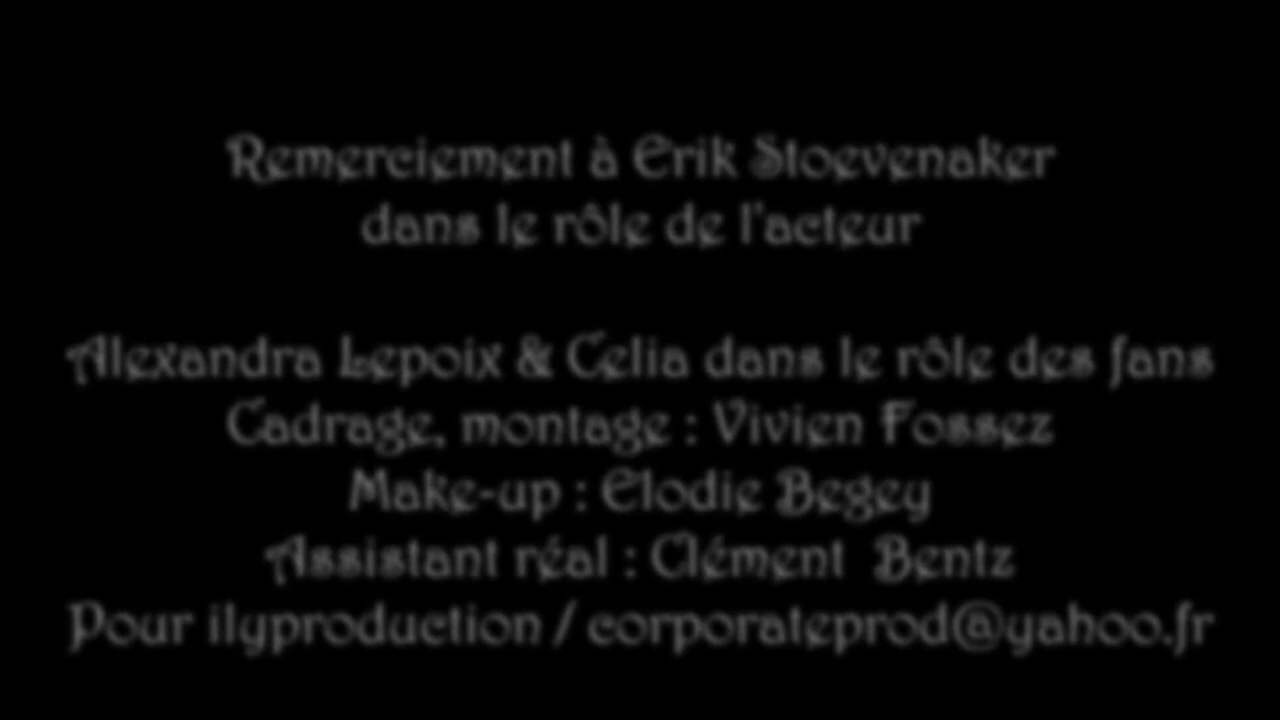 Remerciement à Erik Stoevenaker
dans le rôle de l'acteur
Alexandra Lepoix & Celia dans le rôle des fans
Cadrage, montage : Vivien Fossez
Make-up : Elodie Begey
Assistant réal : Clément Bentz
Pour ilyproduction / corporateprod@yahoo.fr